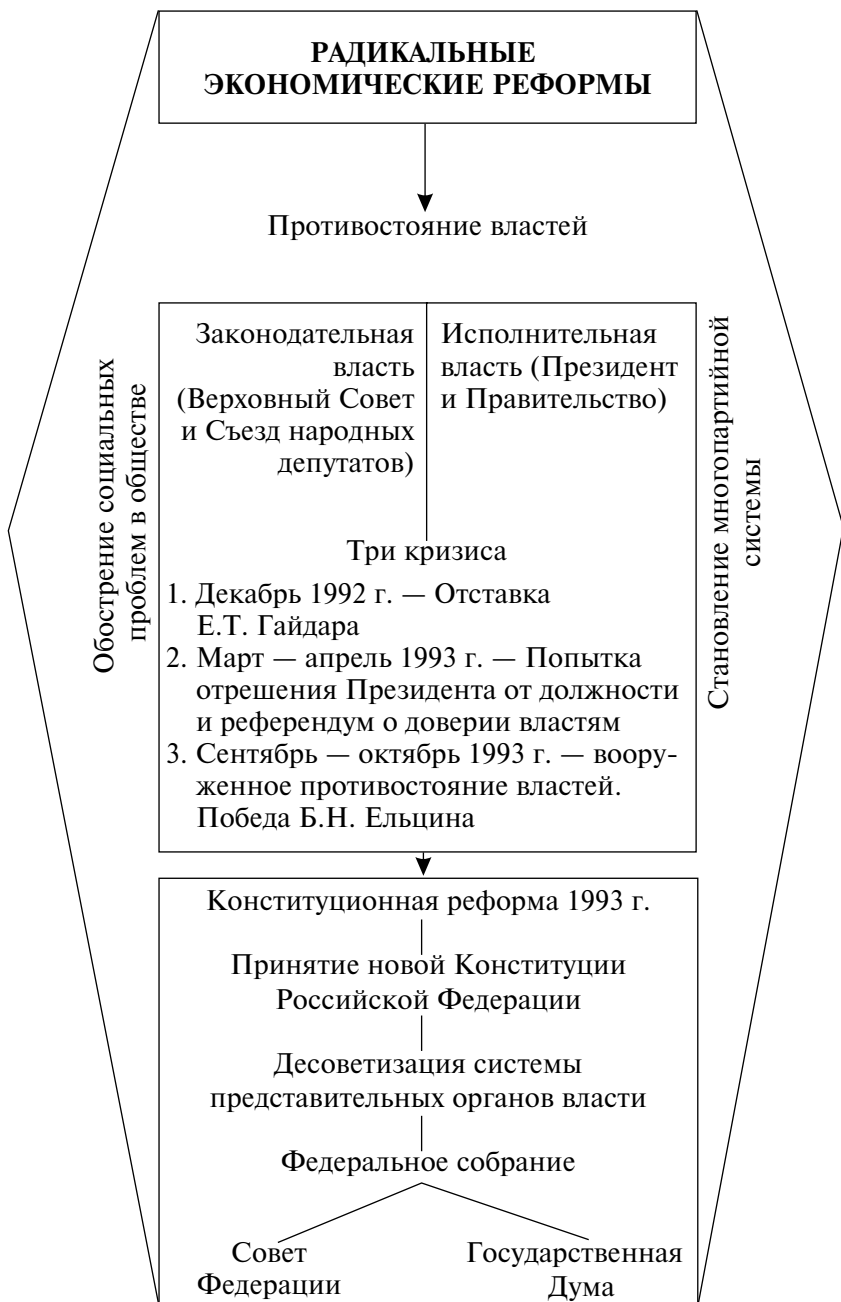 РАДИКАЛЬНЫЕ
ЭКОНОМИЧЕСКИЕ РЕФОРМЫ
Противостояние властей
Обострение социальных
проблем в обществе
Законодательная
власть
(Верховный Совет
и Съезд народных
депутатов)
Исполнительная
власть (Президент
и Правительство)
Три кризиса
1. Декабрь 1992 г. — Отставка
Е.Т. Гайдара
2. Март — апрель 1993 г. — Попытка
отрешения Президента от должности
и референдум о доверии властям
3. Сентябрь — октябрь 1993 г. — воору-
женное противостояние властей.
Победа Б.Н. Ельцина
Становление многопартийной
системы
Конституционная реформа 1993 г.
Принятие новой Конституции
Российской Федерации
Десоветизация системы
представительных органов власти
Федеральное собрание
Совет
Федерации
Государственная
Дума